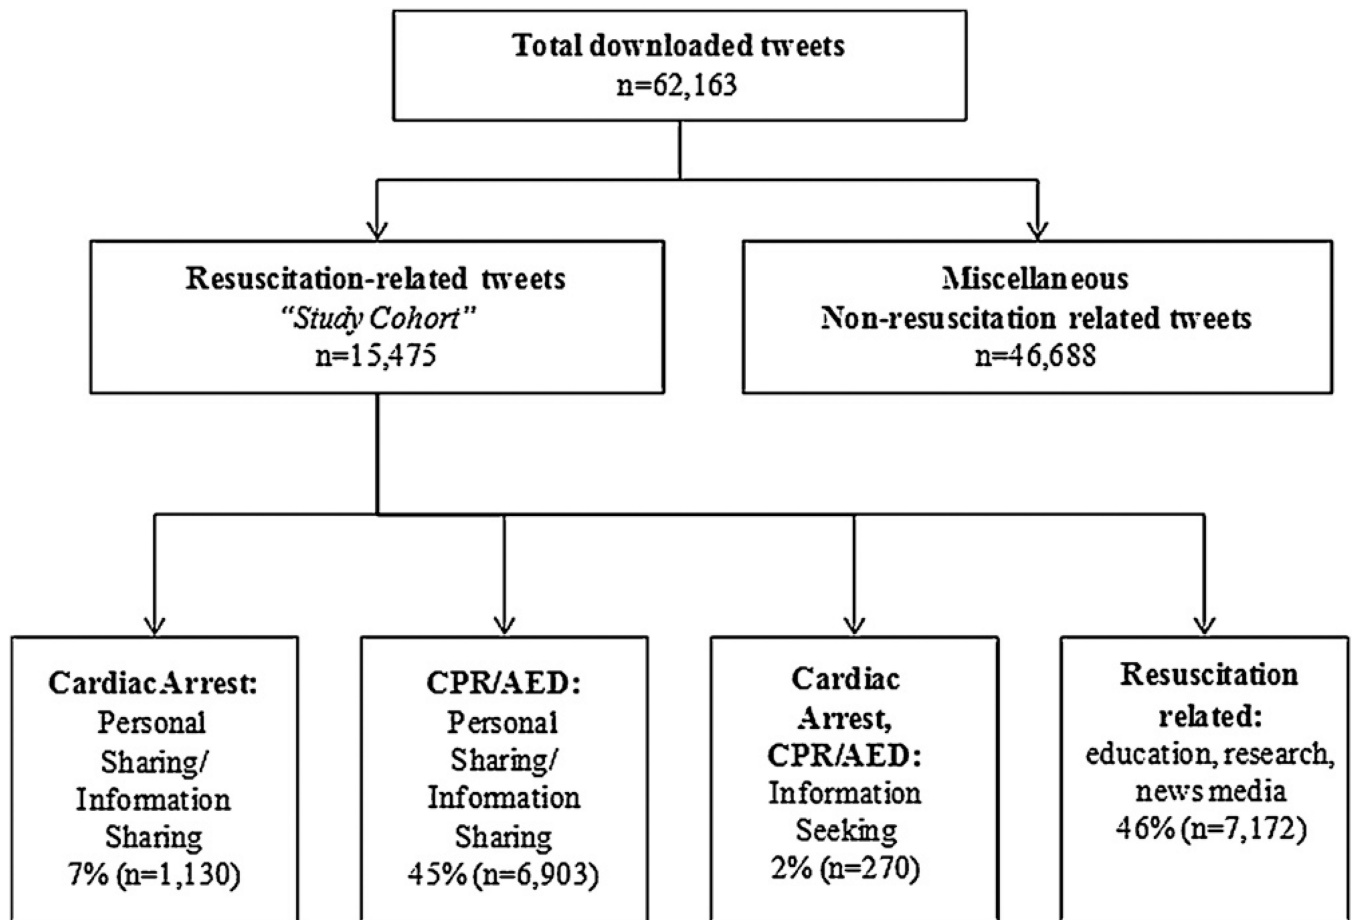 Total downloaded tweets
n=62,163
Resuscitation-related tweets
“Study Cohort”
n=15,475
Miscellaneous
Non-resuscitation related tweets
n=46,688
Cardiac Arrest:
Personal
Sharing/
Information
Sharing
7% (n=1,130)
CPR/AED:
Personal
Sharing/
Information
Sharing
45% (n=6,903)
Cardiac
Arrest,
CPR/AED:
Information
Seeking
2% (n=270)
Resuscitation
related:
education, research,
news media
46% (n=7,172)